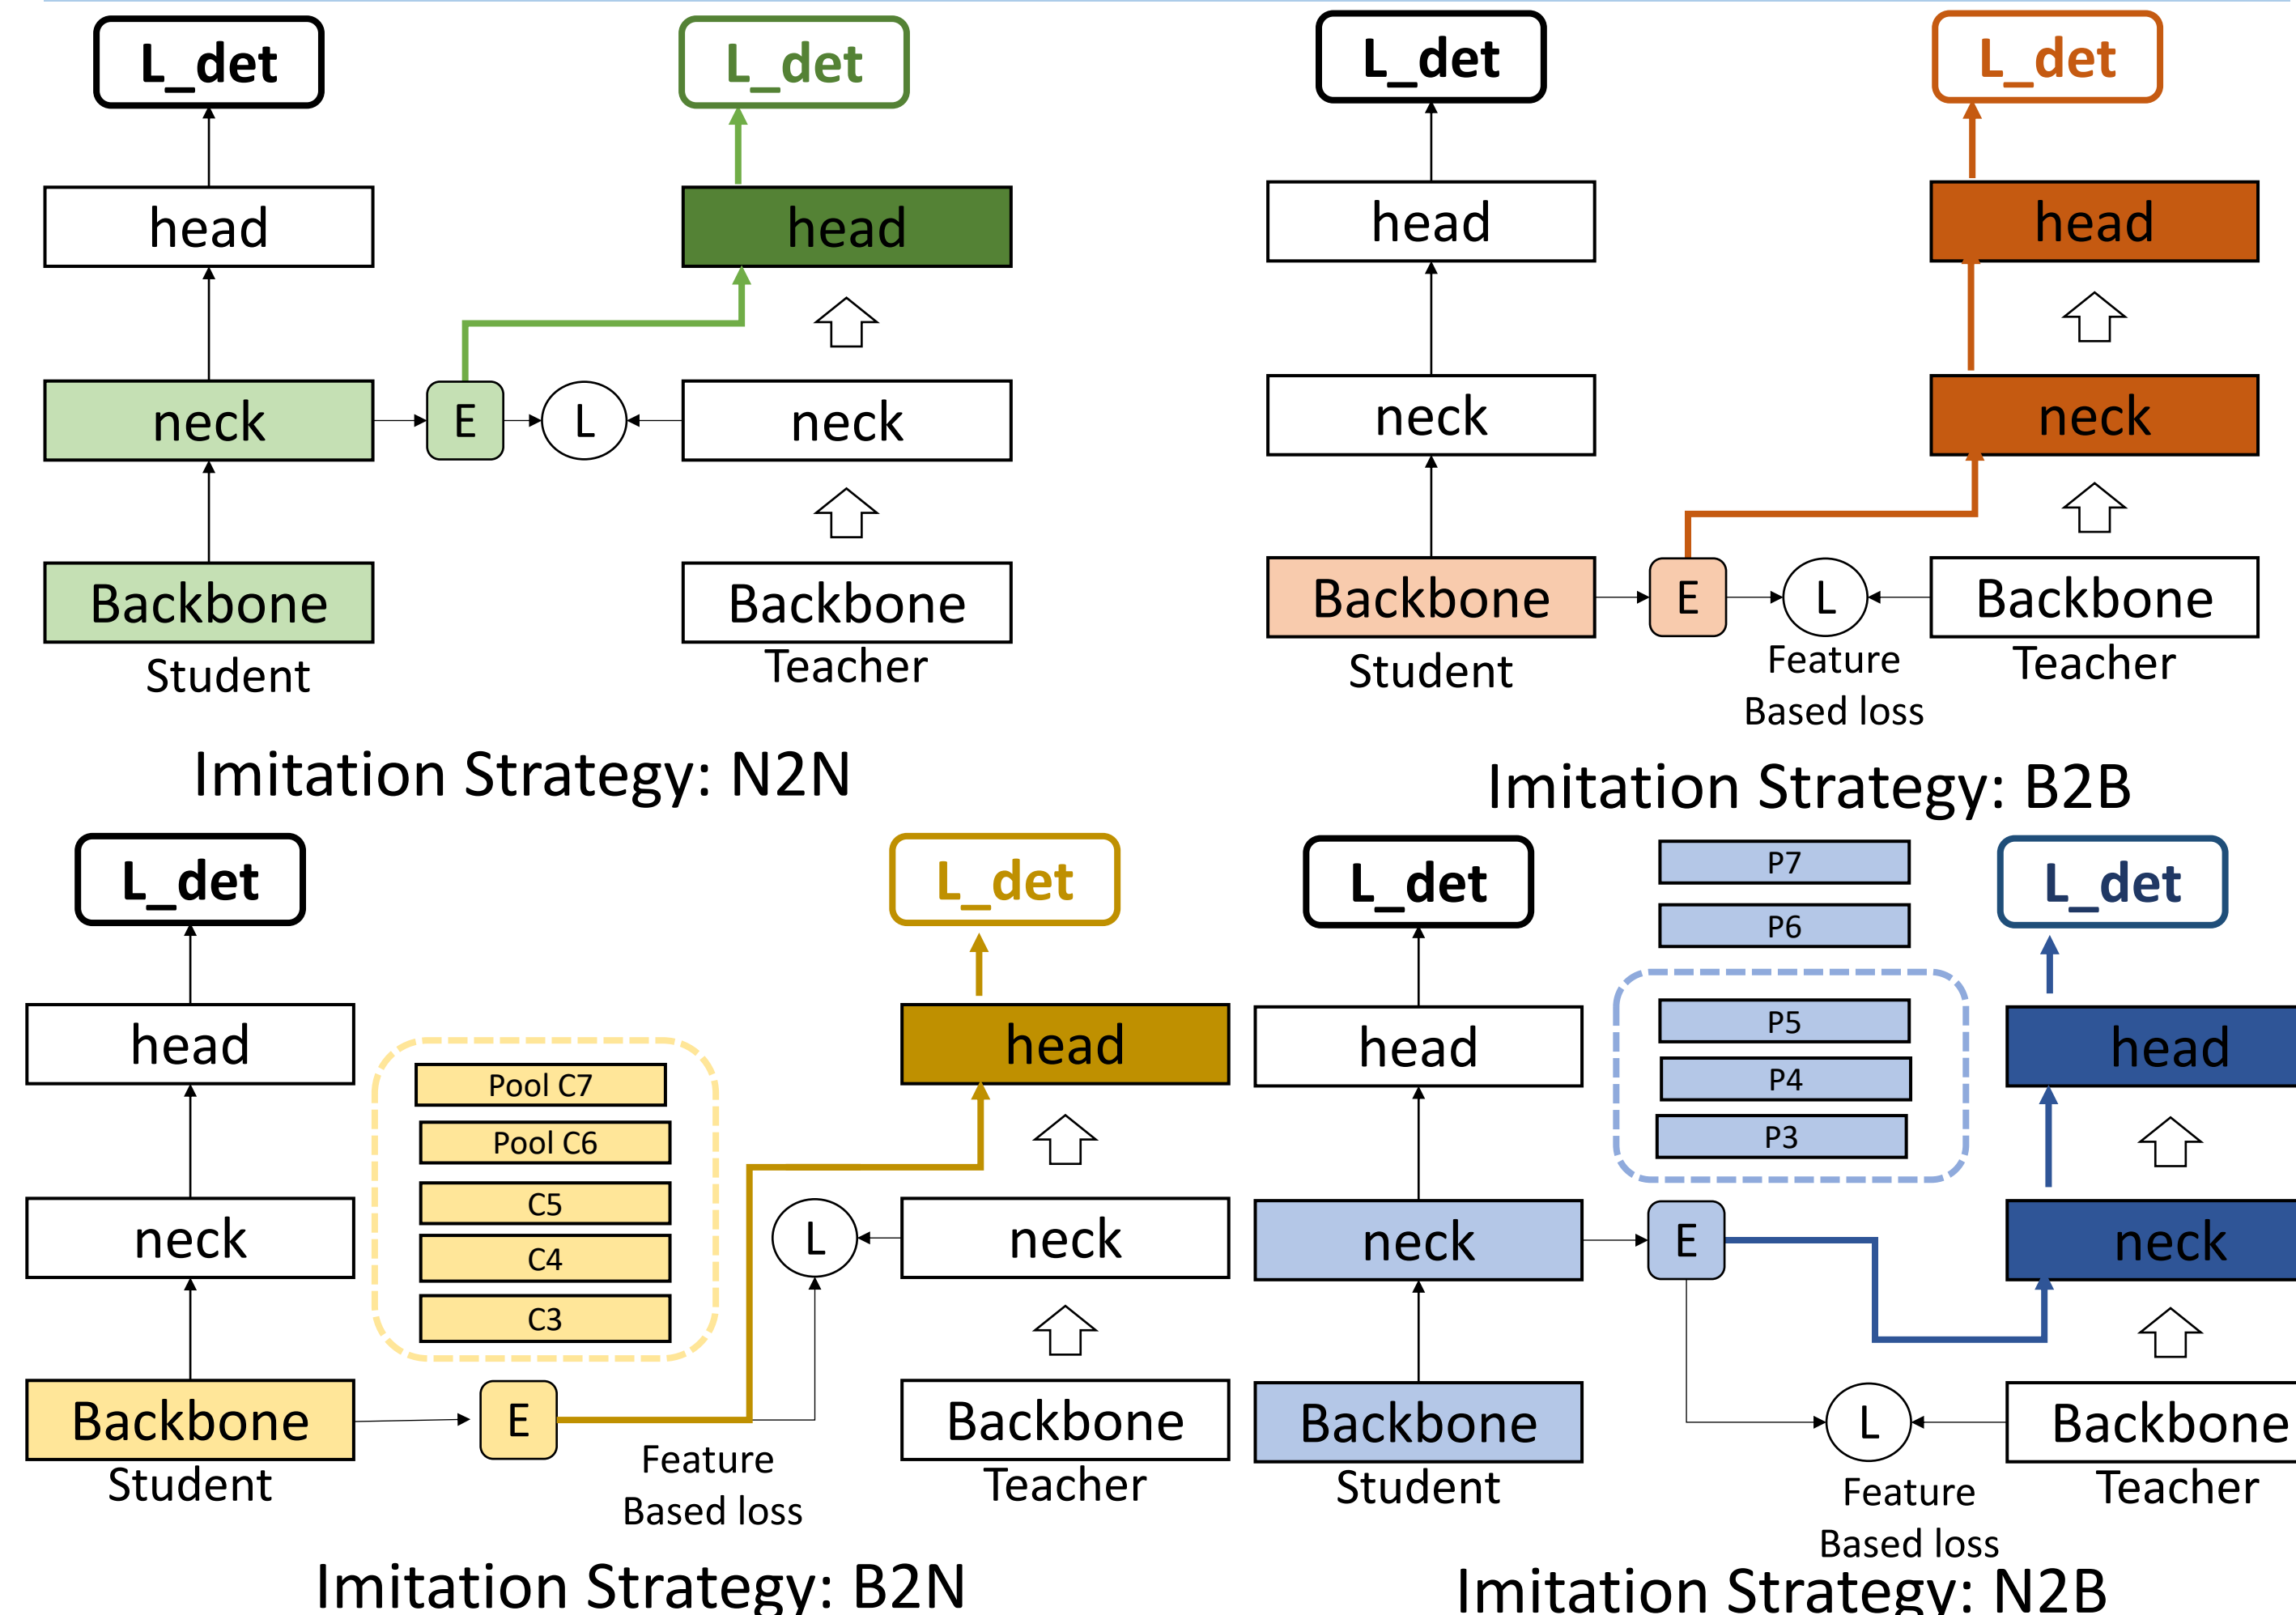 L_det
L_det
head
head
neck
E
L
neck
Backbone
Backbone
Student
Teacher
Imitation Strategy: N2N
L_det
L_det
head
head
neck
neck
Backbone
E
L
Backbone
Student
Feature
Based loss
Teacher
Imitation Strategy: B2B
L_det
L_det
head
head
Pool C7
Pool C6
C5
C4
C3
neck
L
neck
Backbone
E
Backbone
Student
Feature
Based loss
Teacher
Imitation Strategy: B2N
L_det
P7
P6
P5
P4
P3
L_det
head
head
neck
E
neck
Backbone
L
Backbone
Student
Feature
Based loss
Teacher
Imitation Strategy: N2B